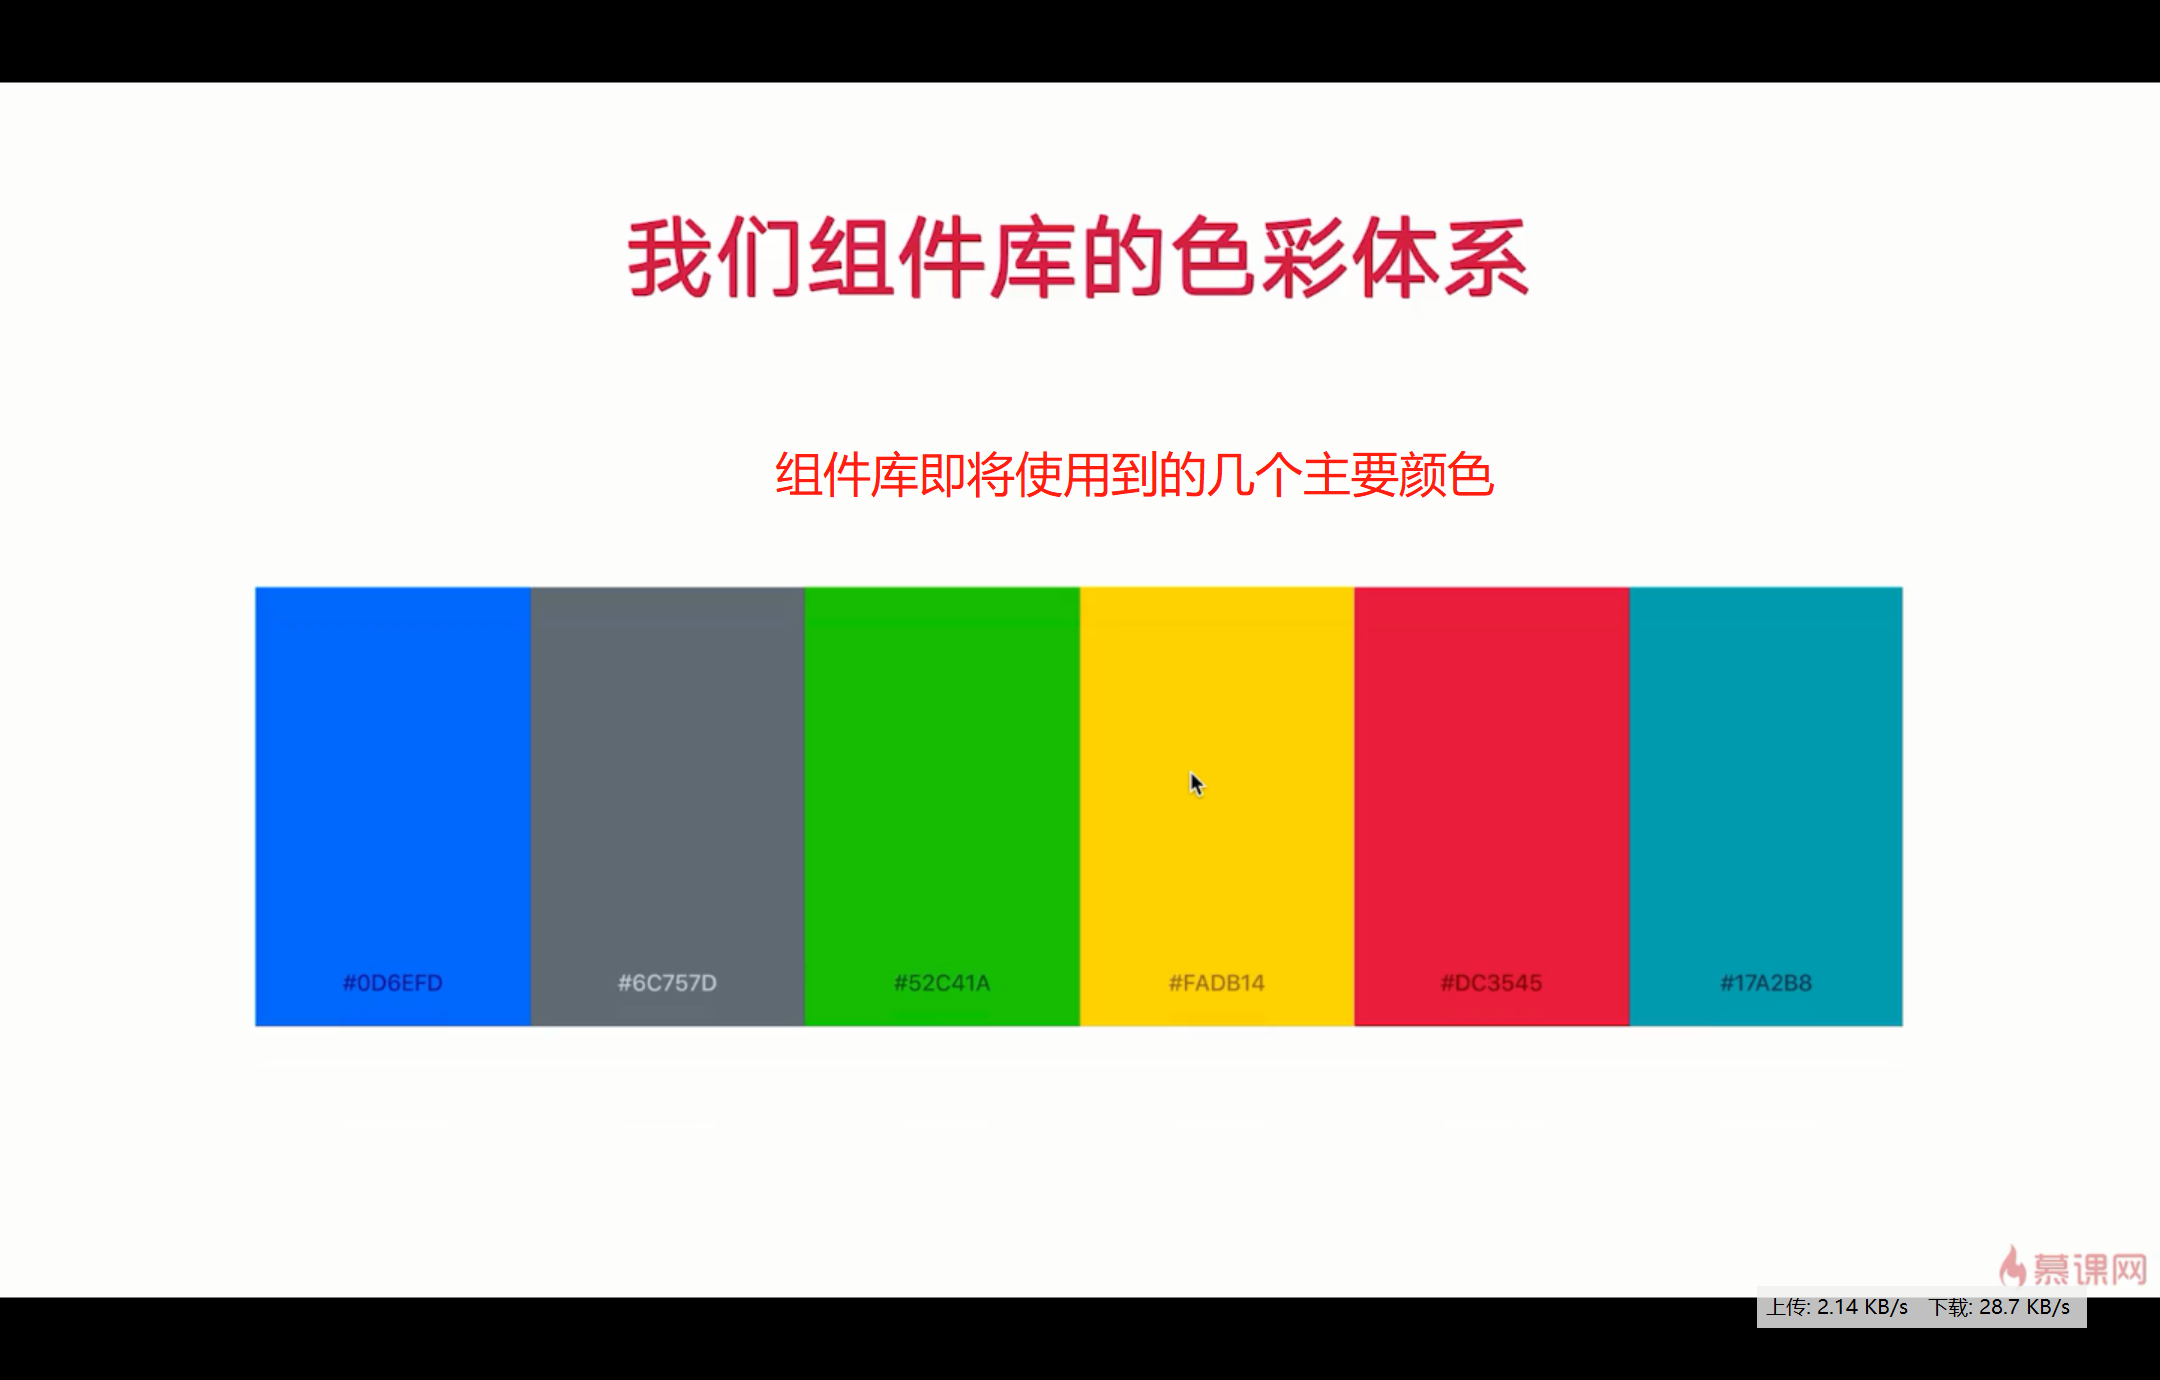 我们组件库的色彩体系
组件库即将使用到的几个主要颜色
#0D6EFD #6C757D #52C41A #FADB14 #DC3545 #17A2B8
慕课网
上传: 2.14 KB/s 下载: 28.7 KB/s